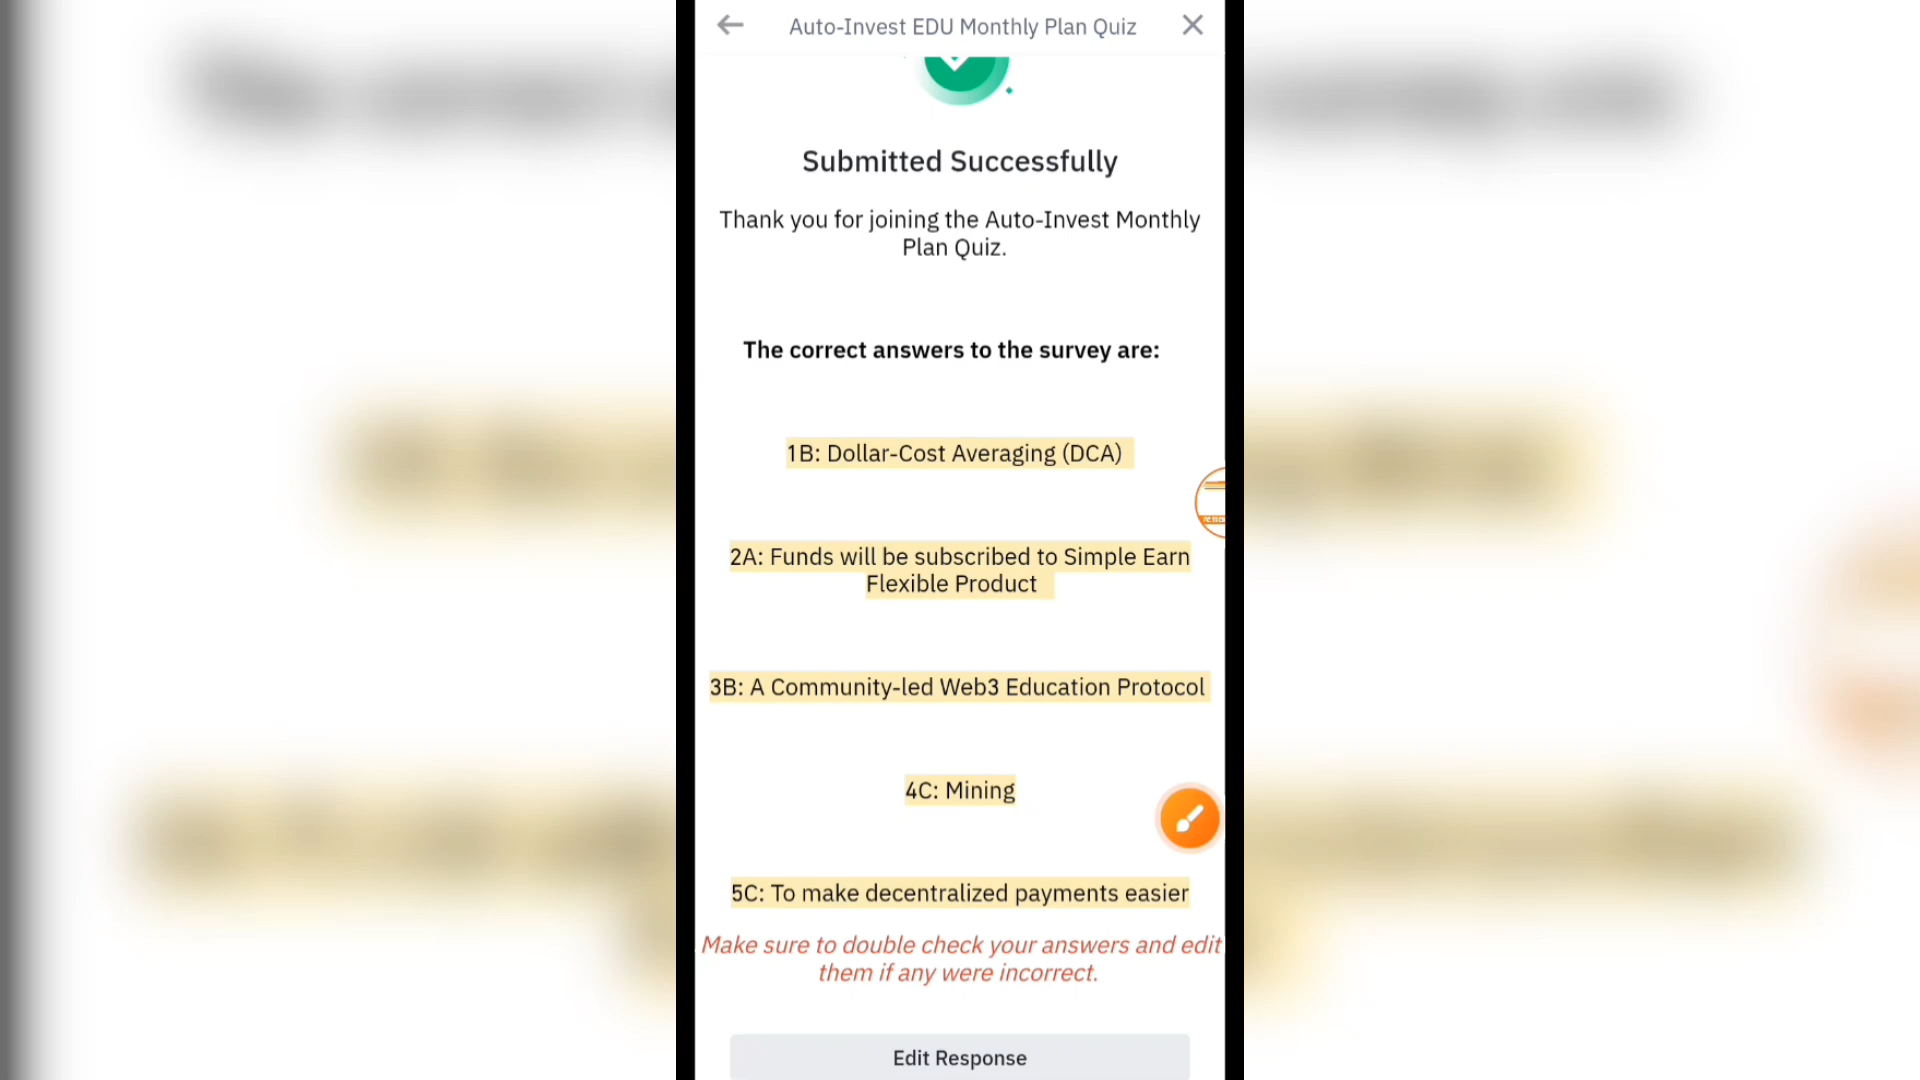 Auto-Invest EDU Monthly Plan Quiz
Submitted Successfully
Thank you for joining the Auto-Invest Monthly
Plan Quiz.
The correct answers to the survey are:
1B: Dollar-Cost Averaging (DCA)
2A: Funds will be subscribed to Simple Earn
Flexible Product
3B: A Community-led Web3 Education Protocol
4C: Mining
5C: To make decentralized payments easier
Make sure to double check your answers and edit
them if any were incorrect.
Edit Response